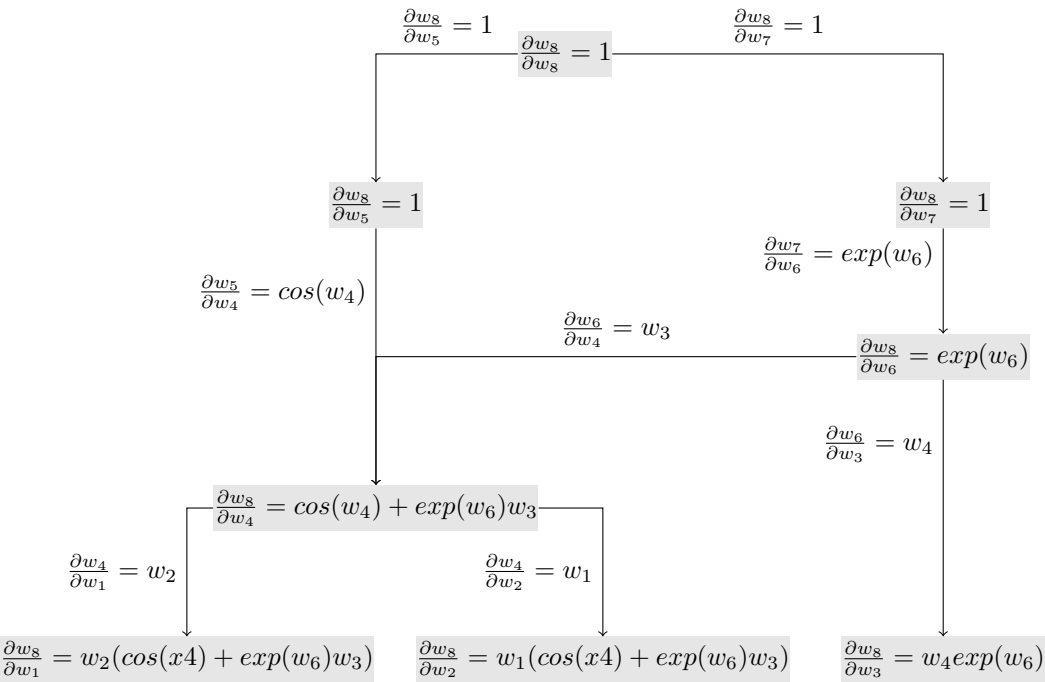 ∂w₈/∂w₅ = 1
∂w₈/∂w₇ = 1
∂w₈/∂w₈ = 1
∂w₈/∂w₅ = 1
∂w₈/∂w₇ = 1
∂w₇/∂w₆ = exp(w₆)
∂w₅/∂w₄ = cos(w₄)
∂w₆/∂w₄ = w₃
∂w₈/∂w₆ = exp(w₆)
∂w₆/∂w₃ = w₄
∂w₈/∂w₄ = cos(w₄) + exp(w₆)w₃
∂w₄/∂w₁ = w₂
∂w₄/∂w₂ = w₁
∂w₈/∂w₁ = w₂(cos(x4) + exp(w₆)w₃)
∂w₈/∂w₂ = w₁(cos(x4) + exp(w₆)w₃)
∂w₈/∂w₃ = w₄exp(w₆)